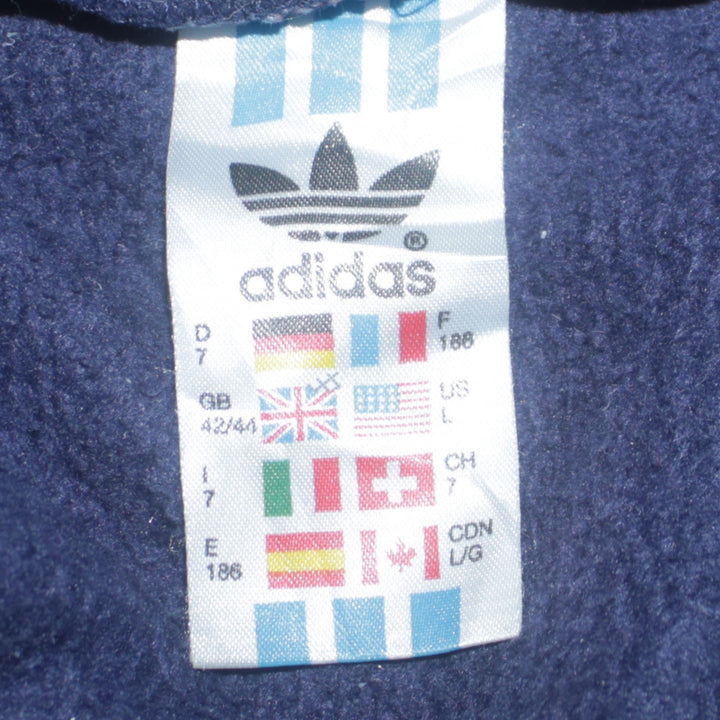 ®
adidas
D
7
F
186
GB
42/44
US
L
I
7
CH
7
E
186
CDN
L/G